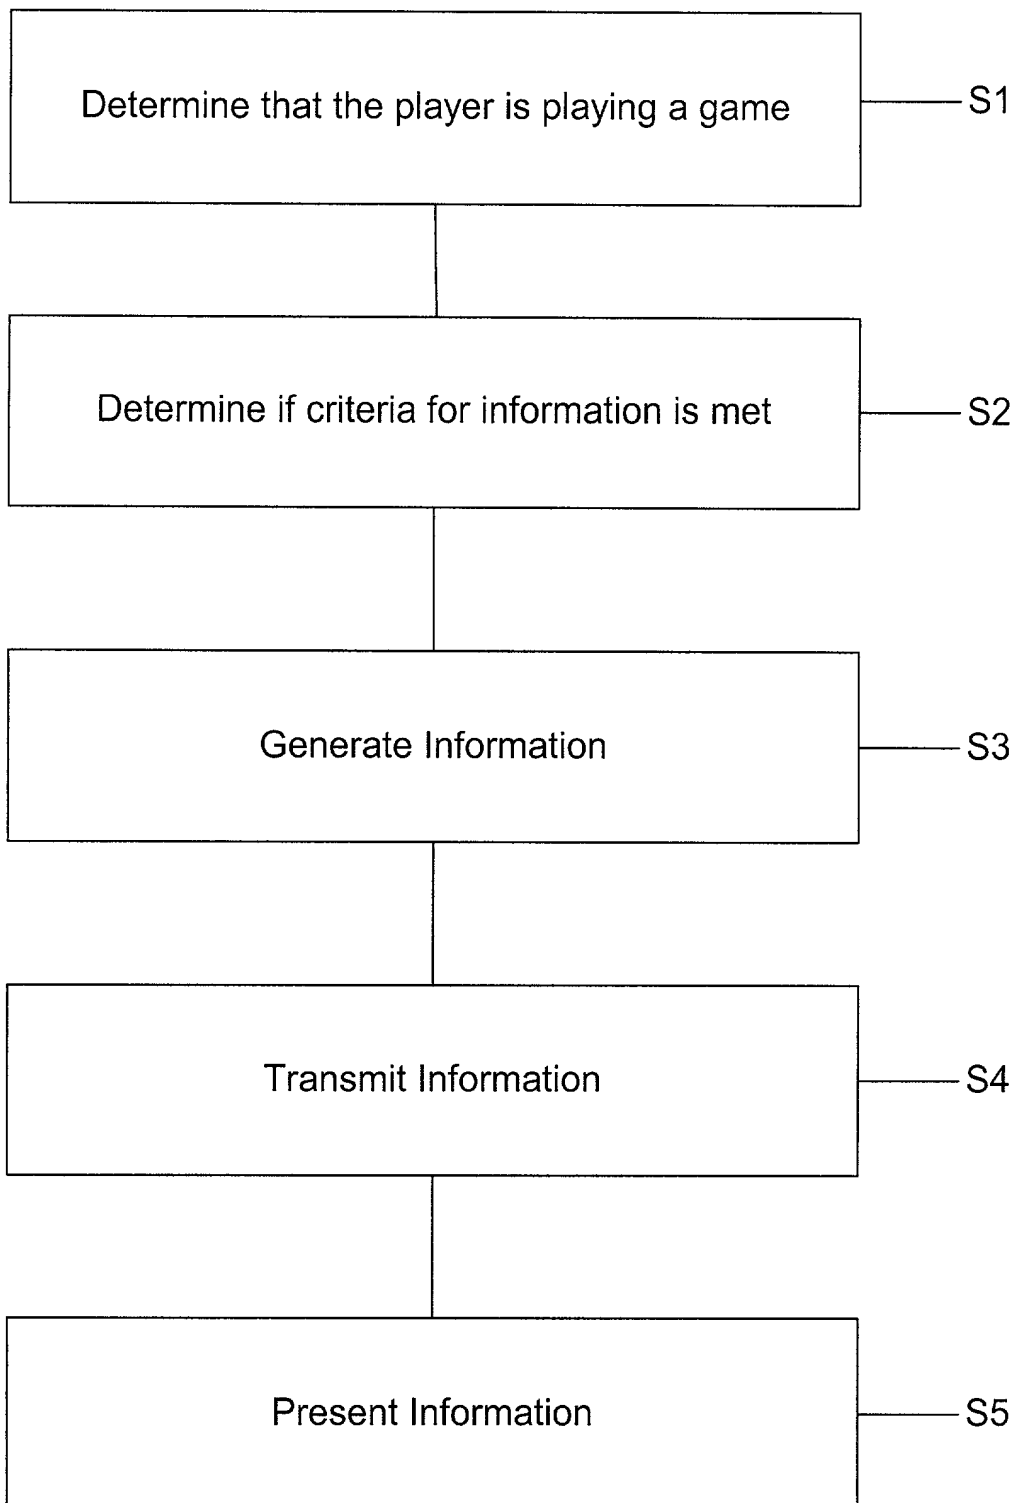 Determine that the player is playing a game
S1
Determine if criteria for information is met
S2
Generate Information
S3
Transmit Information
S4
Present Information
S5